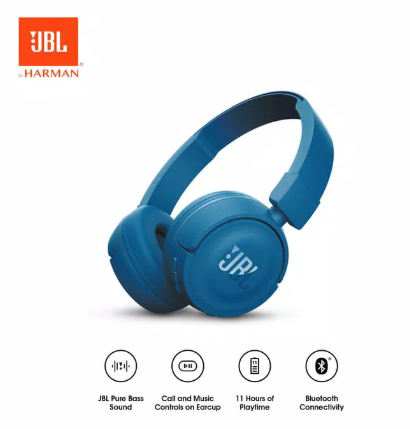 JBL
by HARMAN
JBL
JBL Pure Bass
Sound
Call and Music
Controls on Earcup
11 Hours of
Playtime
Bluetooth
Connectivity